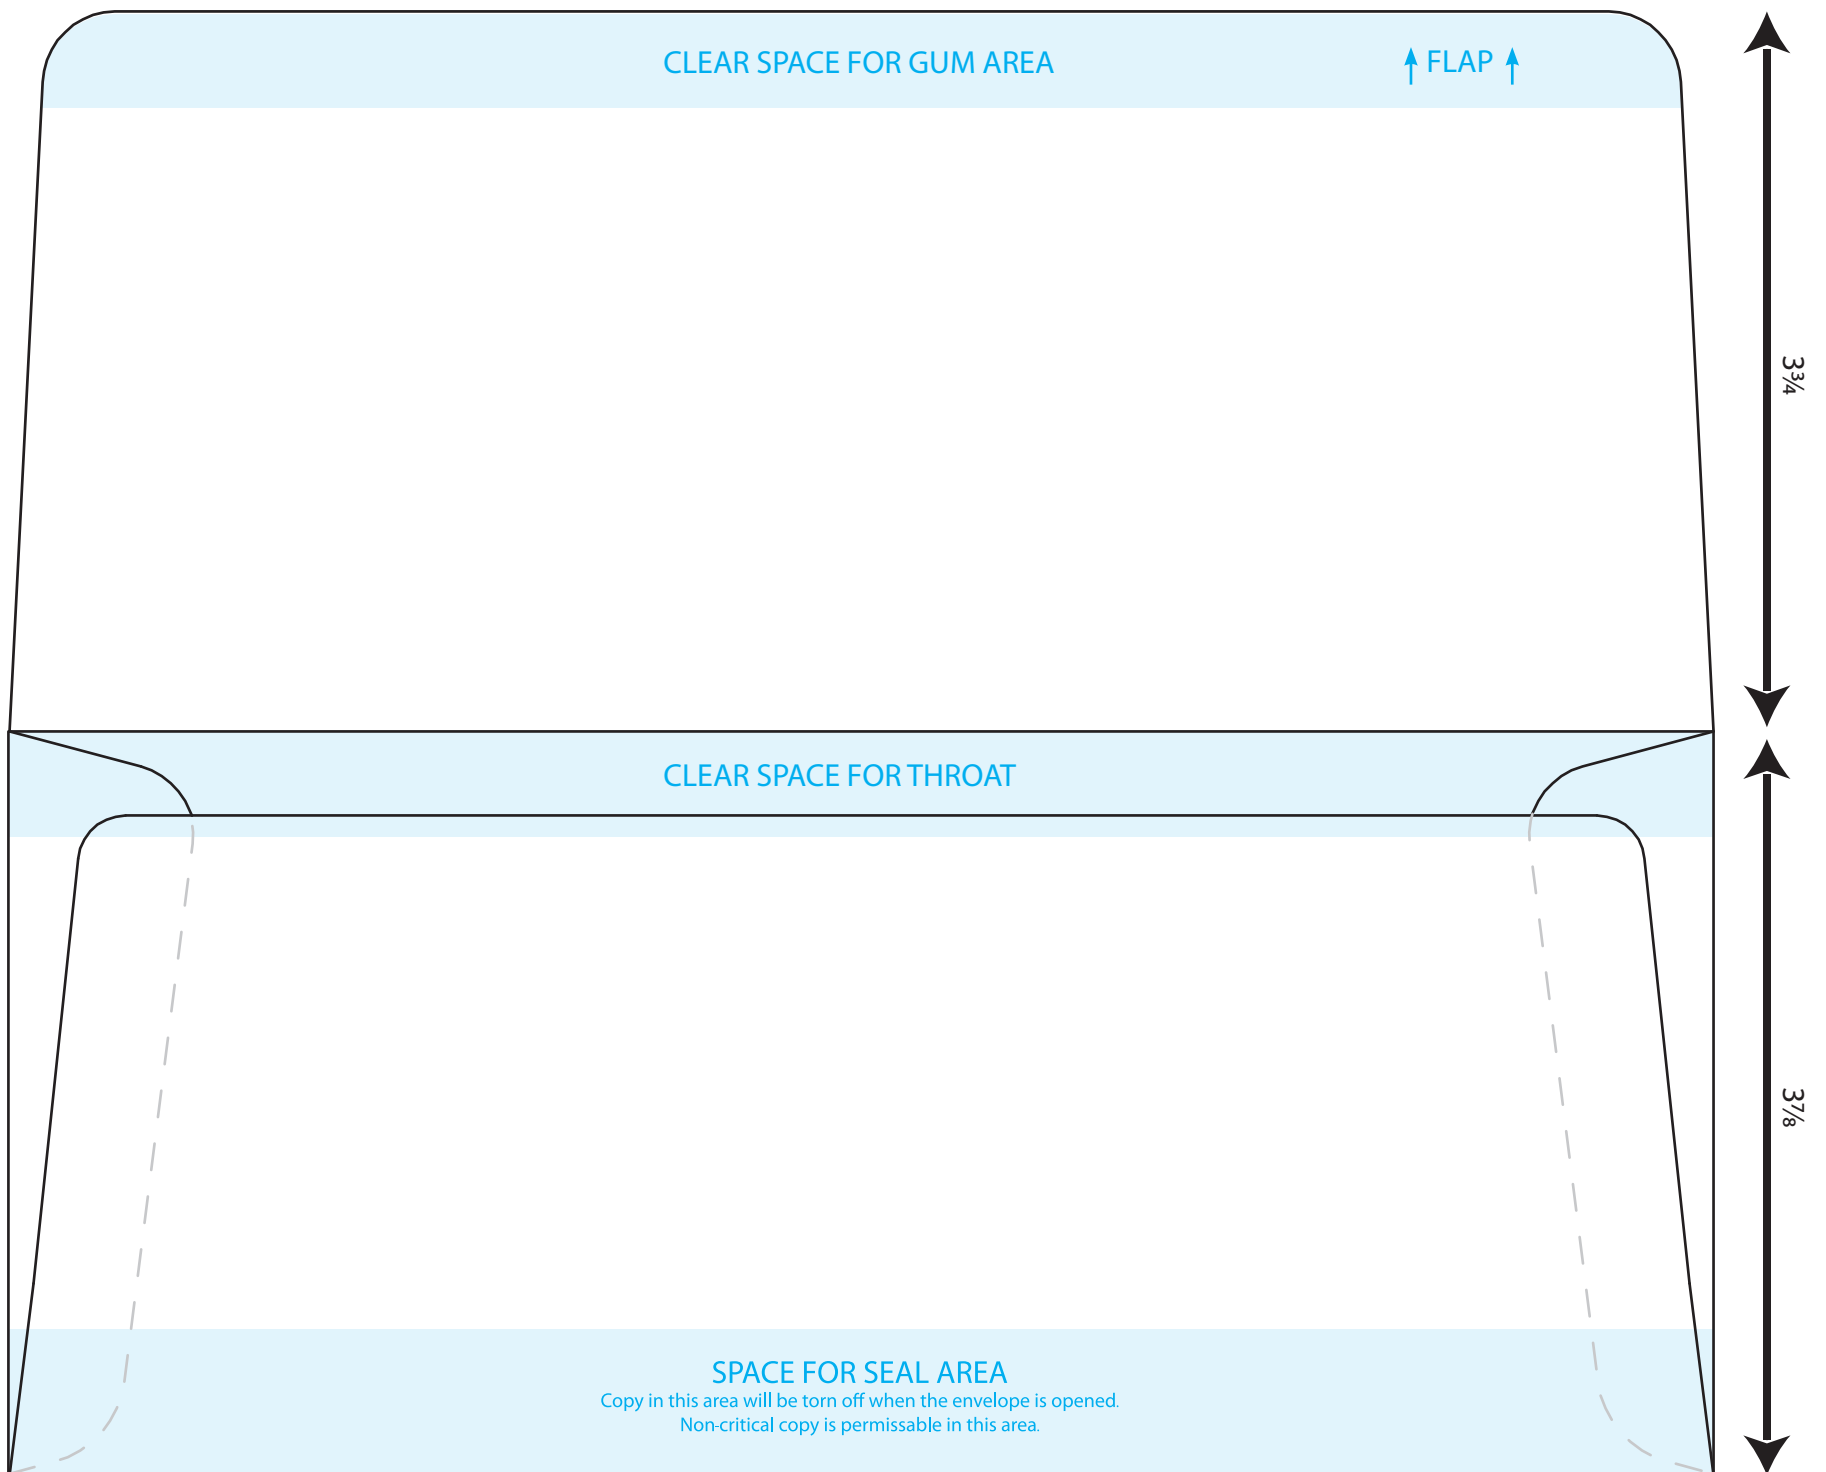 CLEAR SPACE FOR GUM AREA
FLAP
3¾
CLEAR SPACE FOR THROAT
3⅞
SPACE FOR SEAL AREA
Copy in this area will be torn off when the envelope is opened.
Non-critical copy is permissable in this area.